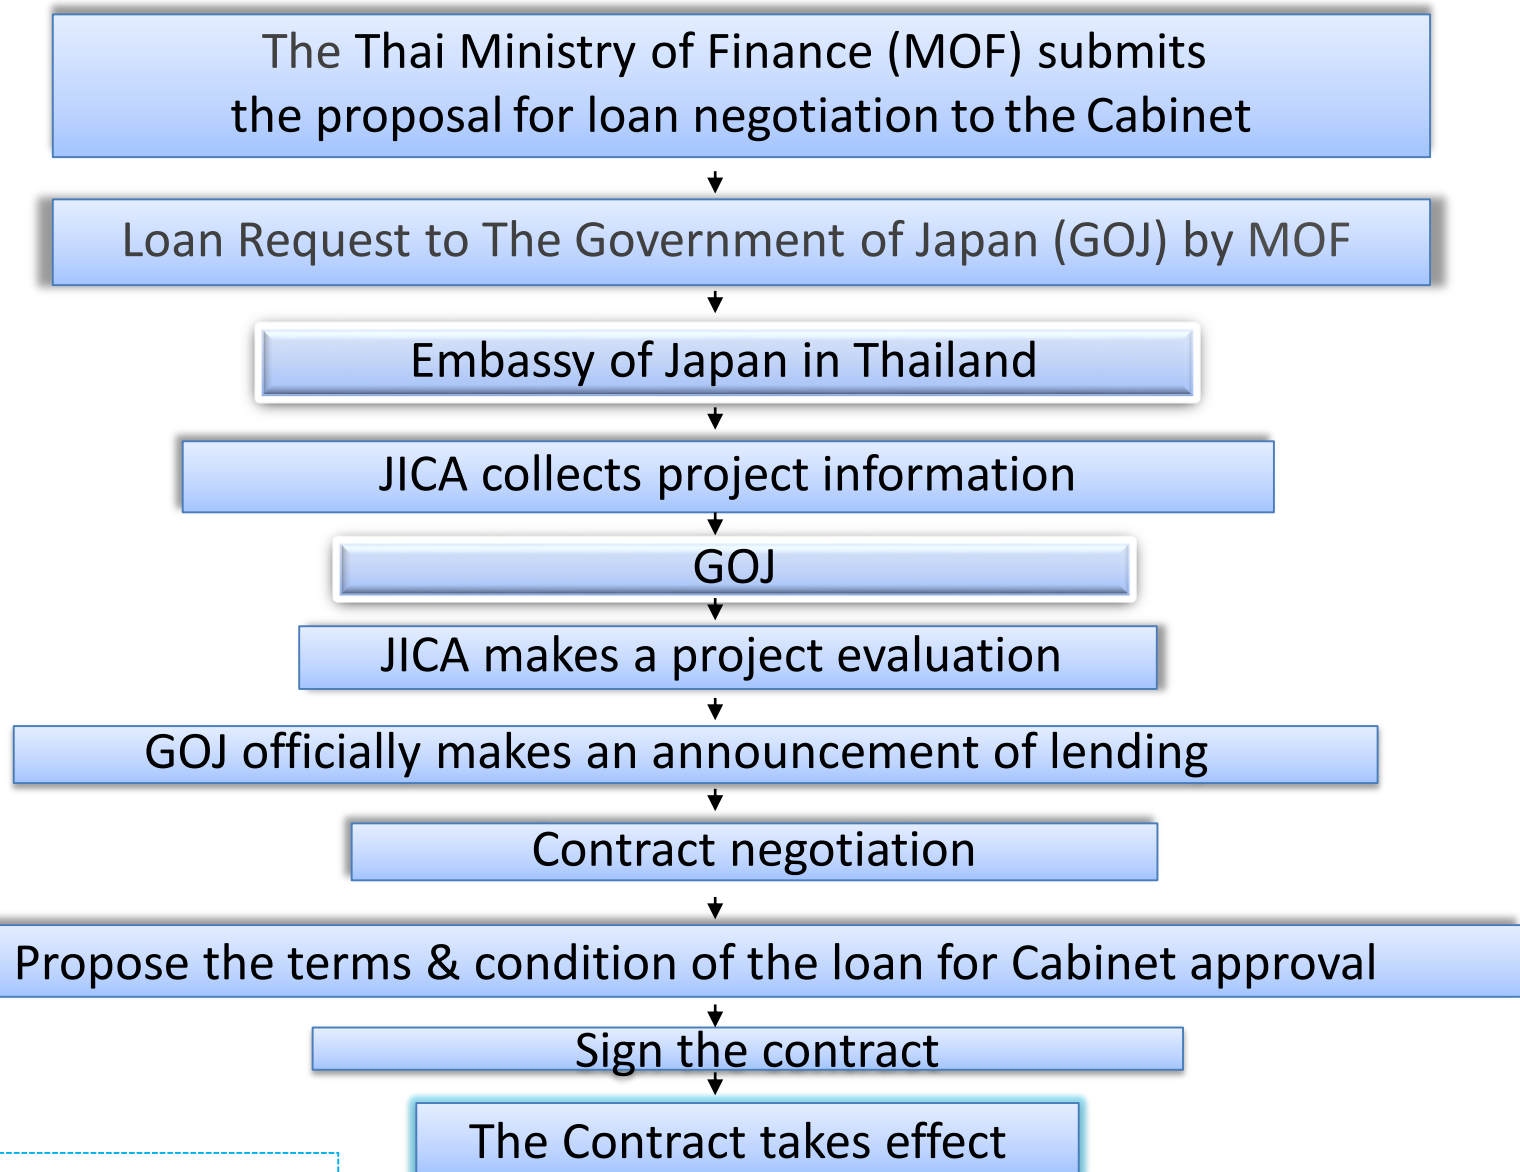 The Thai Ministry of Finance (MOF) submits
the proposal for loan negotiation to the Cabinet
Loan Request to The Government of Japan (GOJ) by MOF
Embassy of Japan in Thailand
JICA collects project information
GOJ
JICA makes a project evaluation
GOJ officially makes an announcement of lending
Contract negotiation
Propose the terms & condition of the loan for Cabinet approval
Sign the contract
The Contract takes effect